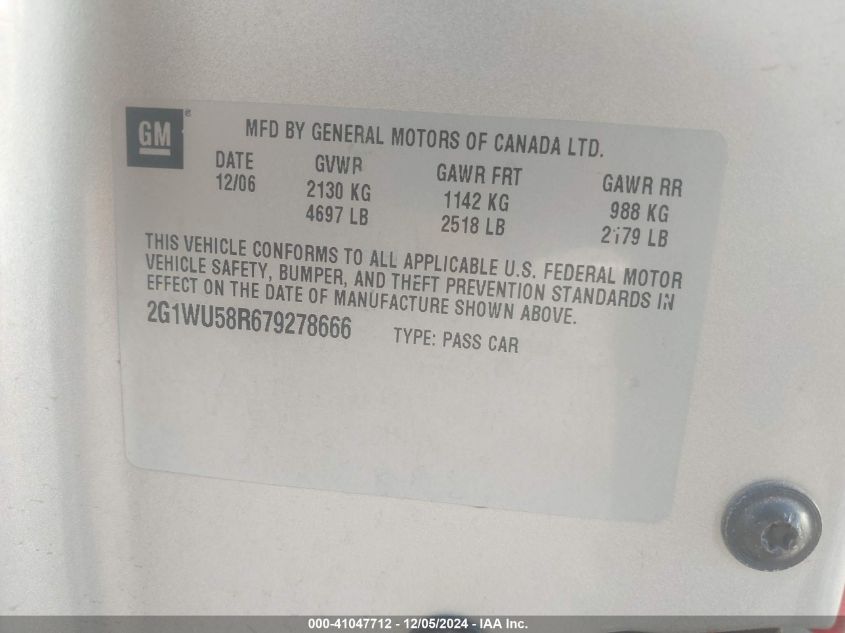 GM ®
MFD BY GENERAL MOTORS OF CANADA LTD.
DATE GVWR GAWR FRT GAWR RR
12/06 2130 KG 1142 KG 988 KG
4697 LB 2518 LB 2179 LB
THIS VEHICLE CONFORMS TO ALL APPLICABLE U.S. FEDERAL MOTOR
VEHICLE SAFETY, BUMPER, AND THEFT PREVENTION STANDARDS IN
EFFECT ON THE DATE OF MANUFACTURE SHOWN ABOVE.
2G1WU58R679278666 TYPE: PASS CAR
000-41047712 - 12/05/2024 - IAA Inc.